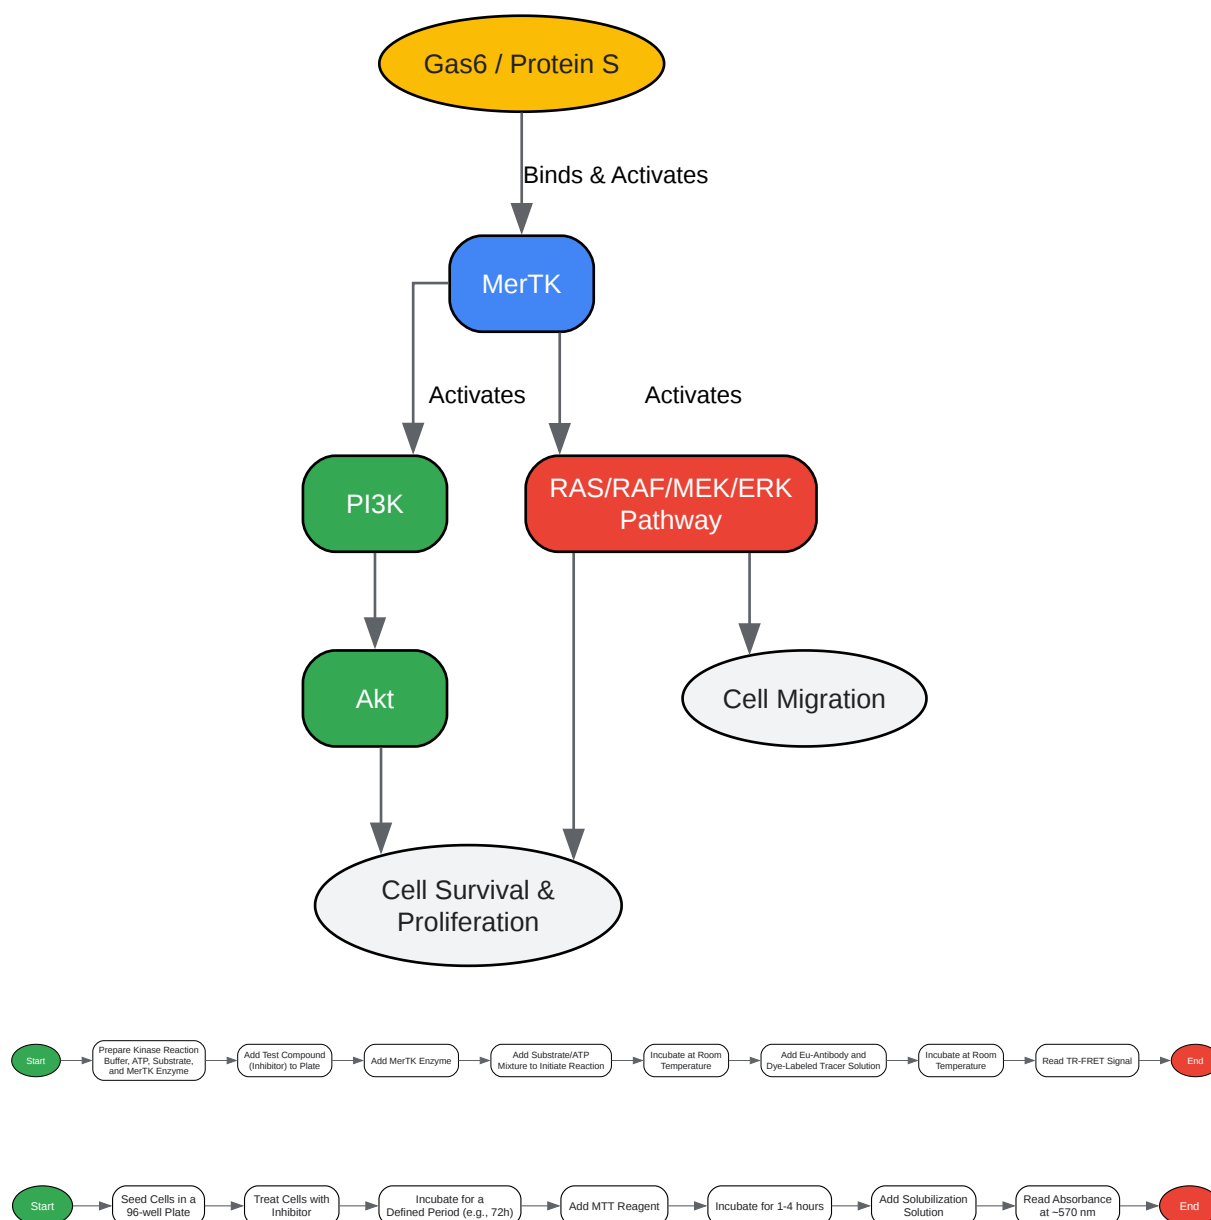 Gas6 / Protein S
Binds & Activates
MerTK
Activates
Activates
PI3K
RAS/RAF/MEK/ERK
Pathway
Akt
Cell Migration
Cell Survival &
Proliferation
Start
Prepare Kinase Reaction
Buffer, ATP, Substrate,
and MerTK Enzyme
Add Test Compound
(Inhibitor) to Plate
Add MerTK Enzyme
Add Substrate/ATP
Mixture to Initiate Reaction
Incubate at Room
Temperature
Add Eu-Antibody and
Dye-Labeled Tracer Solution
Incubate at Room
Temperature
Read TR-FRET Signal
End
Start
Seed Cells in a
96-well Plate
Treat Cells with
Inhibitor
Incubate for a
Defined Period (e.g., 72h)
Add MTT Reagent
Incubate for 1-4 hours
Add Solubilization
Solution
Read Absorbance
at ~570 nm
End